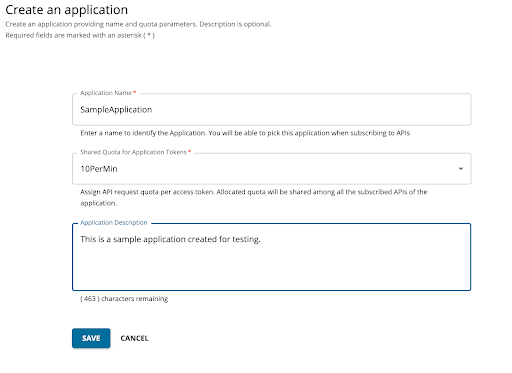 Create an application
Create an application providing name and quota parameters. Description is optional.
Required fields are marked with an asterisk ( * )
Application Name *
SampleApplication
Enter a name to identify the Application. You will be able to pick this application when subscribing to APIs
Shared Quota for Application Tokens *
10PerMin
Assign API request quota per access token. Allocated quota will be shared among all the subscribed APIs of the
application.
Application Description
This is a sample application created for testing.
( 463 ) characters remaining
SAVE CANCEL